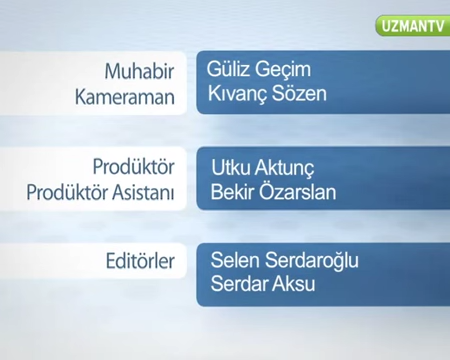 UZMANTV
Muhabir Güliz Geçim
Kameraman Kıvanç Sözen
Prodüktör Utku Aktunç
Prodüktör Asistanı Bekir Özarslan
Editörler Selen Serdaroğlu
Serdar Aksu